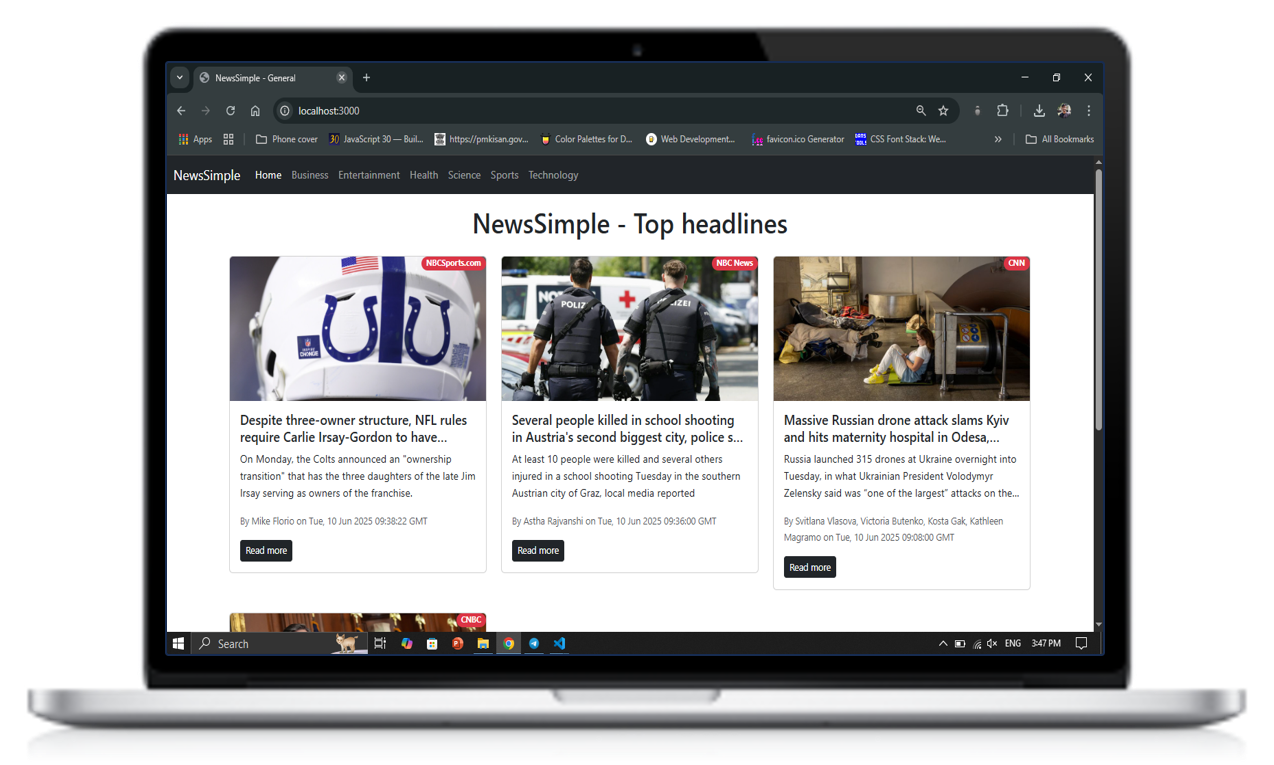 NewsSimple - General
localhost:3000
Apps
Phone cover
JavaScript 30 — Buil...
https://pmkisan.gov...
Color Palettes for D...
Web Development...
favicon.ico Generator
CSS Font Stack: We...
»
All Bookmarks
NewsSimple
Home
Business
Entertainment
Health
Science
Sports
Technology
NewsSimple - Top headlines
NBCSports.com
Despite three-owner structure, NFL rules
require Carlie Irsay-Gordon to have...
On Monday, the Colts announced an "ownership
transition" that has the three daughters of the late Jim
Irsay serving as owners of the franchise.
By Mike Florio on Tue, 10 Jun 2025 09:38:22 GMT
Read more
NBC News
POLIZ
IZEI
Several people killed in school shooting
in Austria's second biggest city, police s...
At least 10 people were killed and several others
injured in a school shooting Tuesday in the southern
Austrian city of Graz, local media reported
By Astha Rajvanshi on Tue, 10 Jun 2025 09:36:00 GMT
Read more
CNN
Massive Russian drone attack slams Kyiv
and hits maternity hospital in Odesa,...
Russia launched 315 drones at Ukraine overnight into
Tuesday, in what Ukrainian President Volodymyr
Zelensky said was “one of the largest” attacks on the...
By Svitlana Vlasova, Victoria Butenko, Kosta Gak, Kathleen
Magramo on Tue, 10 Jun 2025 09:08:00 GMT
Read more
CNBC
Search
ENG
3:47 PM